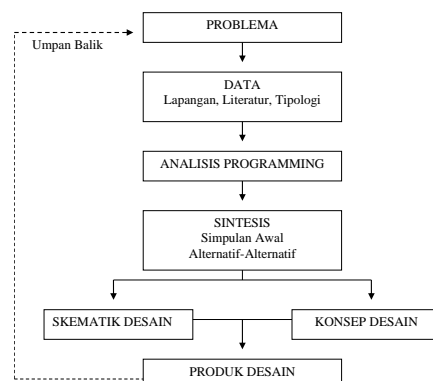 PROBLEMA
Umpan Balik
DATA
Lapangan, Literatur, Tipologi
ANALISIS PROGRAMMING
SINTESIS
Simpulan Awal
Alternatif-Alternatif
SKEMATIK DESAIN
KONSEP DESAIN
PRODUK DESAIN